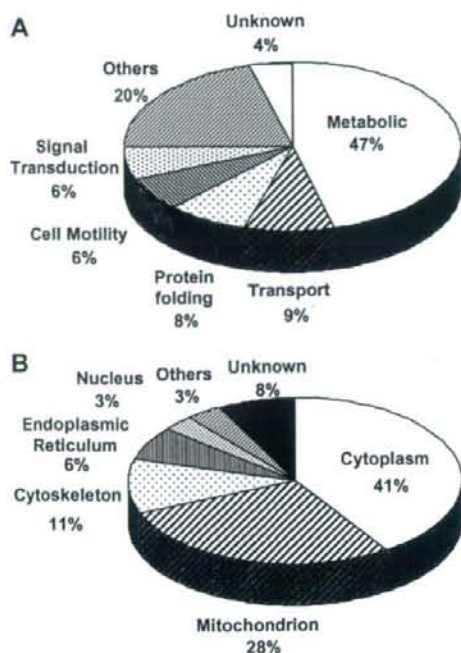 A
Unknown
4%
Others
20%
Metabolic
47%
Signal
Transduction
6%
Cell Motility
6%
Protein
folding
8%
Transport
9%
B
Unknown
8%
Others
3%
Nucleus
3%
Endoplasmic
Reticulum
6%
Cytoplasm
41%
Cytoskeleton
11%
Mitochondrion
28%